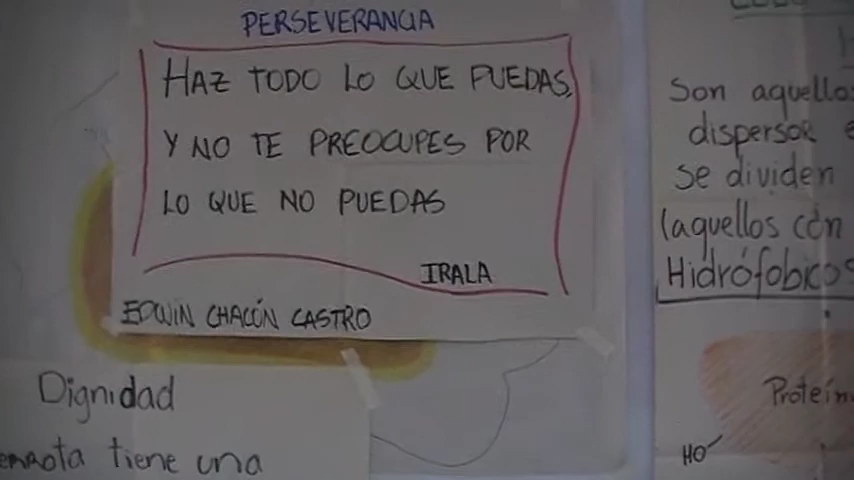 PERSEVERANCIA
HAZ TODO LO QUE PUEDAS,
Y NO TE PREOCUPES POR
LO QUE NO PUEDAS
IRALA
EDWIN CHACÓN CASTRO
Dignidad
tiene una
Son aquellos
dispersor
se dividen
(aquellos con
Hidrófobicos
Proteín
HO